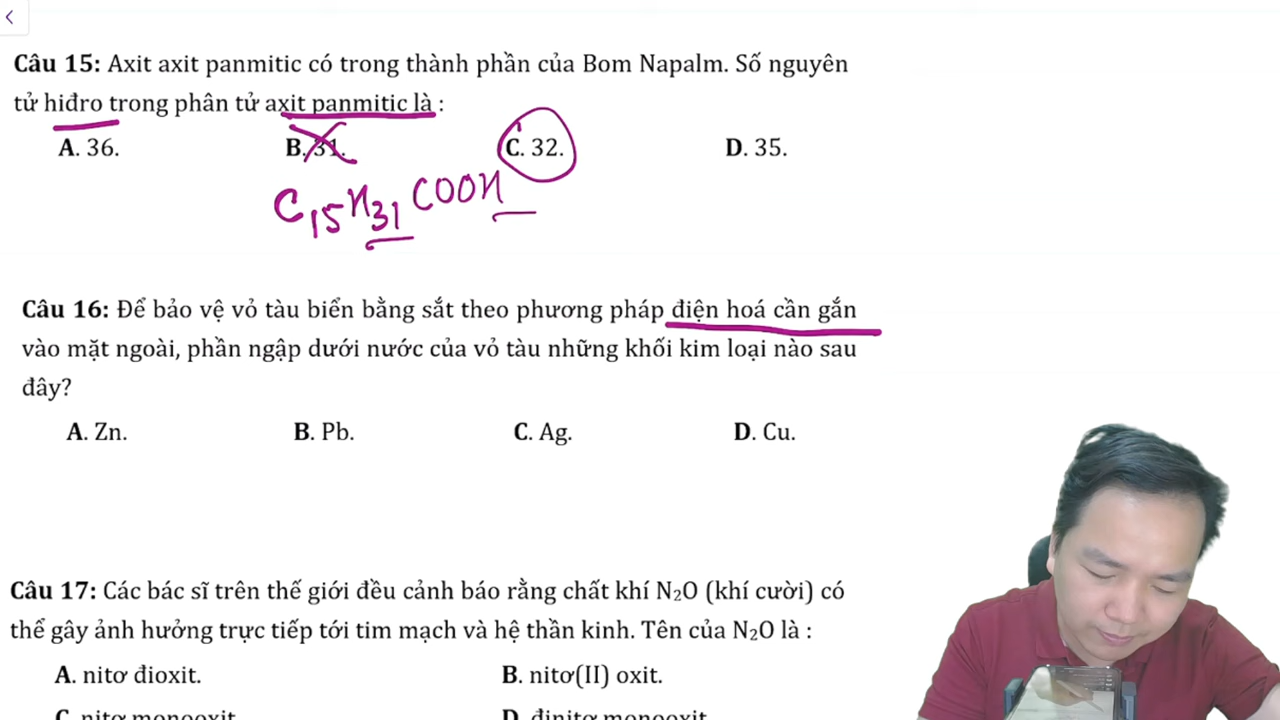 Câu 15: Axit axit panmitic có trong thành phần của Bom Napalm. Số nguyên
tử hiđro trong phân tử axit panmitic là :
A. 36. B. 31. C. 32. D. 35.
C15H31COOH
Câu 16: Để bảo vệ vỏ tàu biển bằng sắt theo phương pháp điện hoá cần gắn
vào mặt ngoài, phần ngập dưới nước của vỏ tàu những khối kim loại nào sau
đây?
A. Zn. B. Pb. C. Ag. D. Cu.
Câu 17: Các bác sĩ trên thế giới đều cảnh báo rằng chất khí N₂O (khí cười) có
thể gây ảnh hưởng trực tiếp tới tim mạch và hệ thần kinh. Tên của N₂O là :
A. nitơ đioxit. B. nitơ(II) oxit.
C. nitơ monooxit. D. đinitơ monooxit.